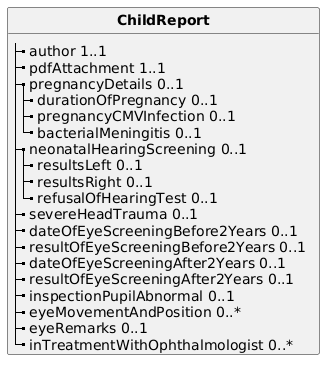 ChildReport
author 1..1
pdfAttachment 1..1
pregnancyDetails 0..1
durationOfPregnancy 0..1
pregnancyCMVInfection 0..1
bacterialMeningitis 0..1
neonatalHearingScreening 0..1
resultsLeft 0..1
resultsRight 0..1
refusalOfHearingTest 0..1
severeHeadTrauma 0..1
dateOfEyeScreeningBefore2Years 0..1
resultOfEyeScreeningBefore2Years 0..1
dateOfEyeScreeningAfter2Years 0..1
resultOfEyeScreeningAfter2Years 0..1
inspectionPupilAbnormal 0..1
eyeMovementAndPosition 0..*
eyeRemarks 0..1
inTreatmentWithOphthalmologist 0..*